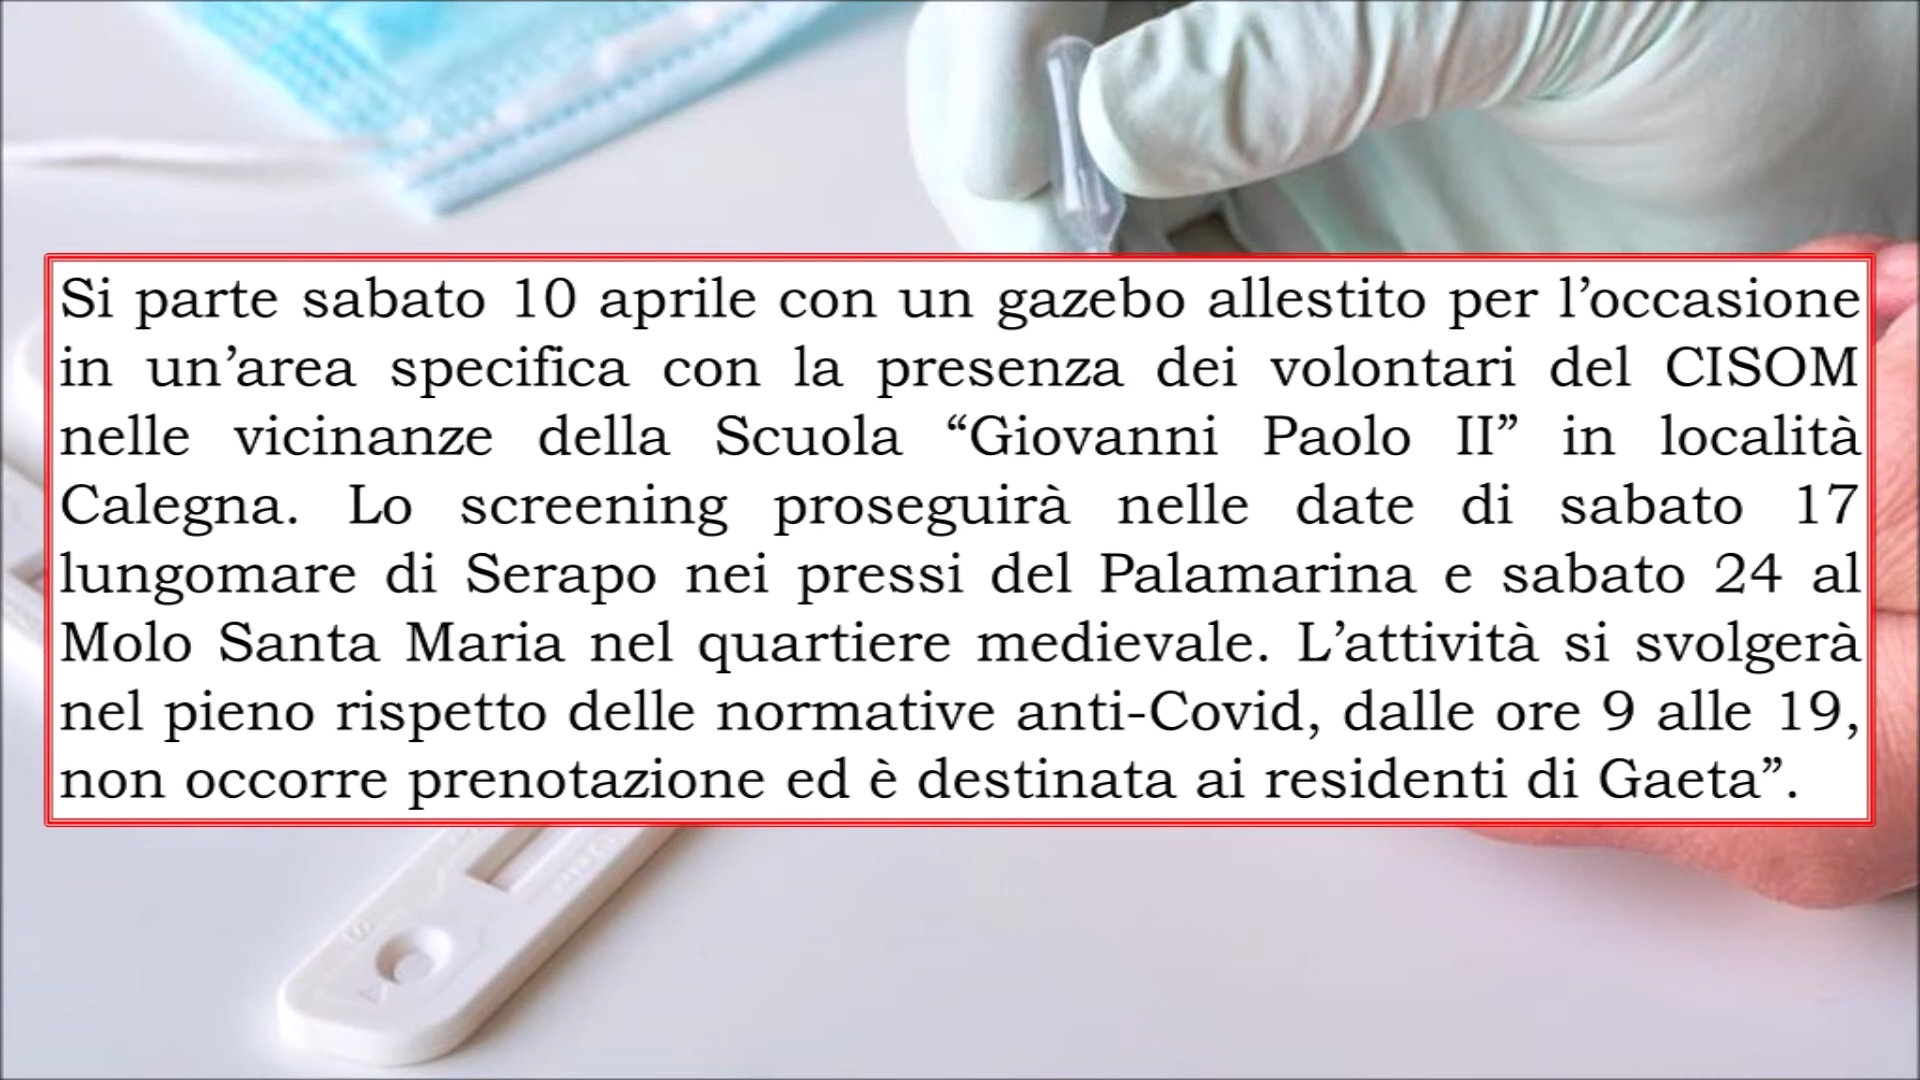 Si parte sabato 10 aprile con un gazebo allestito per l’occasione
in un’area specifica con la presenza dei volontari del CISOM
nelle vicinanze della Scuola “Giovanni Paolo II” in località
Calegna. Lo screening proseguirà nelle date di sabato 17
lungomare di Serapo nei pressi del Palamarina e sabato 24 al
Molo Santa Maria nel quartiere medievale. L’attività si svolgerà
nel pieno rispetto delle normative anti-Covid, dalle ore 9 alle 19,
non occorre prenotazione ed è destinata ai residenti di Gaeta”.